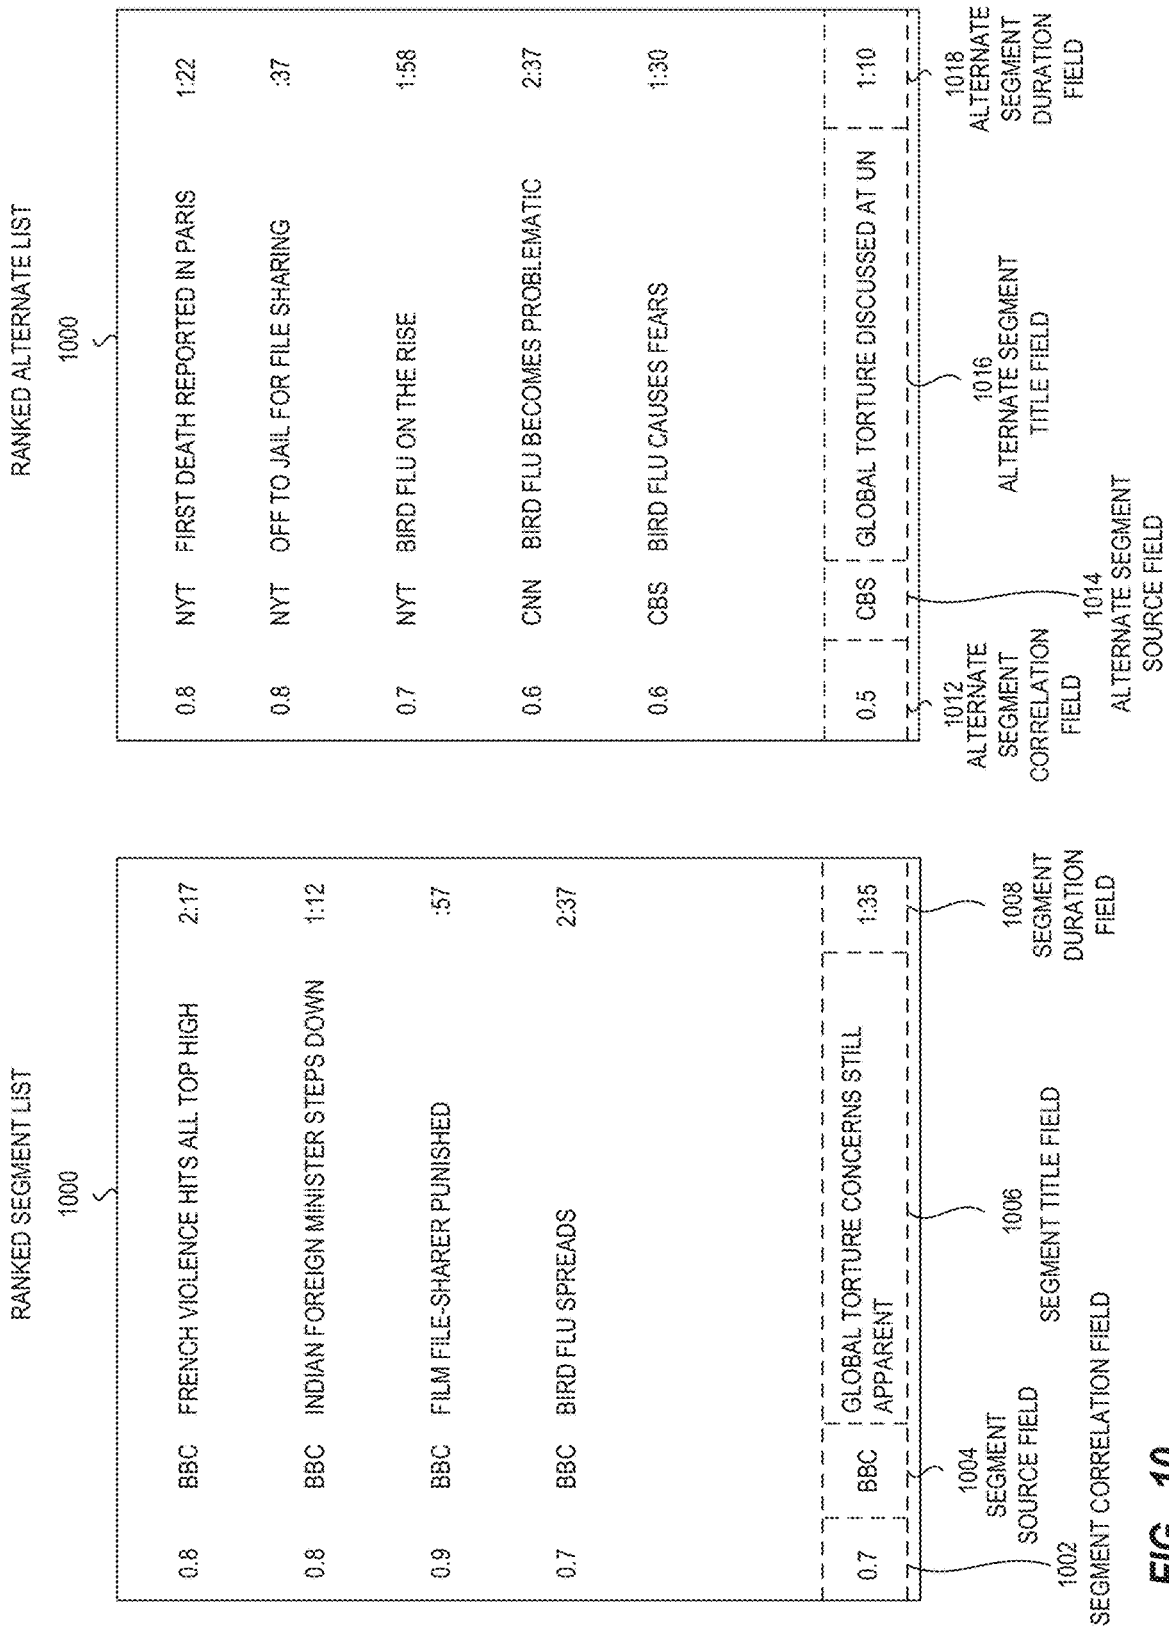 RANKED SEGMENT LIST
1000
0.8 BBC FRENCH VIOLENCE HITS ALL TOP HIGH 2:17
0.8 BBC INDIAN FOREIGN MINISTER STEPS DOWN 1:12
0.9 BBC FILM FILE-SHARER PUNISHED :57
0.7 BBC BIRD FLU SPREADS 2:37
0.7 BBC GLOBAL TORTURE CONCERNS STILL 1:35
APPARENT
1002
SEGMENT CORRELATION FIELD
1004
SEGMENT
SOURCE FIELD
1006
SEGMENT TITLE FIELD
1008
SEGMENT
DURATION
FIELD
RANKED ALTERNATE LIST
1000
0.8 NYT FIRST DEATH REPORTED IN PARIS 1:22
0.8 NYT OFF TO JAIL FOR FILE SHARING :37
0.7 NYT BIRD FLU ON THE RISE 1:58
0.6 CNN BIRD FLU BECOMES PROBLEMATIC 2:37
0.6 CBS BIRD FLU CAUSES FEARS 1:30
0.5 CBS GLOBAL TORTURE DISCUSSED AT UN 1:10
1012
ALTERNATE
SEGMENT
CORRELATION
FIELD
1014
ALTERNATE SEGMENT
SOURCE FIELD
1016
ALTERNATE SEGMENT
TITLE FIELD
1018
ALTERNATE
SEGMENT
DURATION
FIELD
FIG. 10